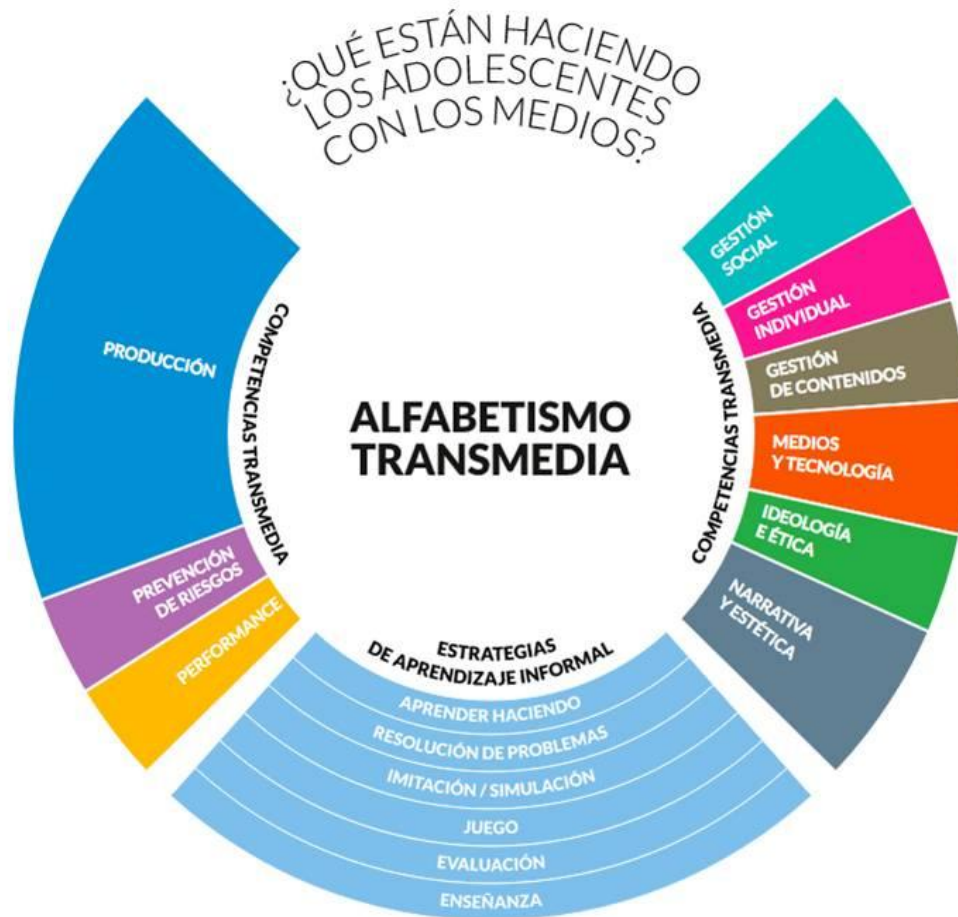 ¿QUÉ ESTÁN HACIENDO
LOS ADOLESCENTES
CON LOS MEDIOS?
PRODUCCIÓN
PREVENCIÓN
DE RIESGOS
PERFORMANCE
COMPETENCIAS TRANSMEDIA
ALFABETISMO
TRANSMEDIA
COMPETENCIAS TRANSMEDIA
GESTIÓN
SOCIAL
GESTIÓN
INDIVIDUAL
GESTIÓN
DE CONTENIDOS
MEDIOS
Y TECNOLOGÍA
IDEOLOGÍA
E ÉTICA
NARRATIVA
Y ESTÉTICA
ESTRATEGIAS
DE APRENDIZAJE INFORMAL
APRENDER HACIENDO
RESOLUCIÓN DE PROBLEMAS
IMITACIÓN / SIMULACIÓN
JUEGO
EVALUACIÓN
ENSEÑANZA